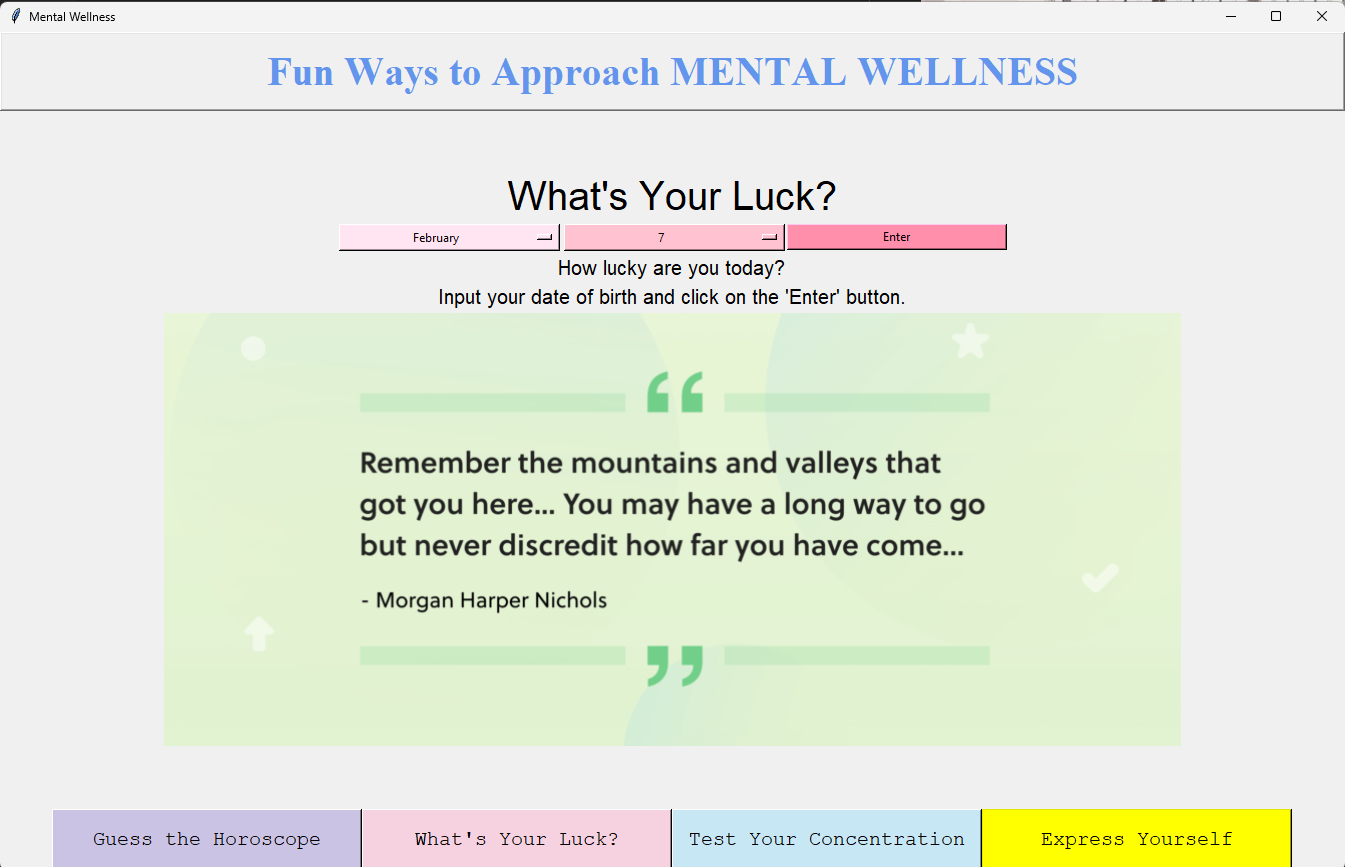 Mental Wellness
Fun Ways to Approach MENTAL WELLNESS
What's Your Luck?
February 7 Enter
How lucky are you today?
Input your date of birth and click on the 'Enter' button.
Remember the mountains and valleys that
got you here... You may have a long way to go
but never discredit how far you have come...
- Morgan Harper Nichols
Guess the Horoscope What's Your Luck? Test Your Concentration Express Yourself